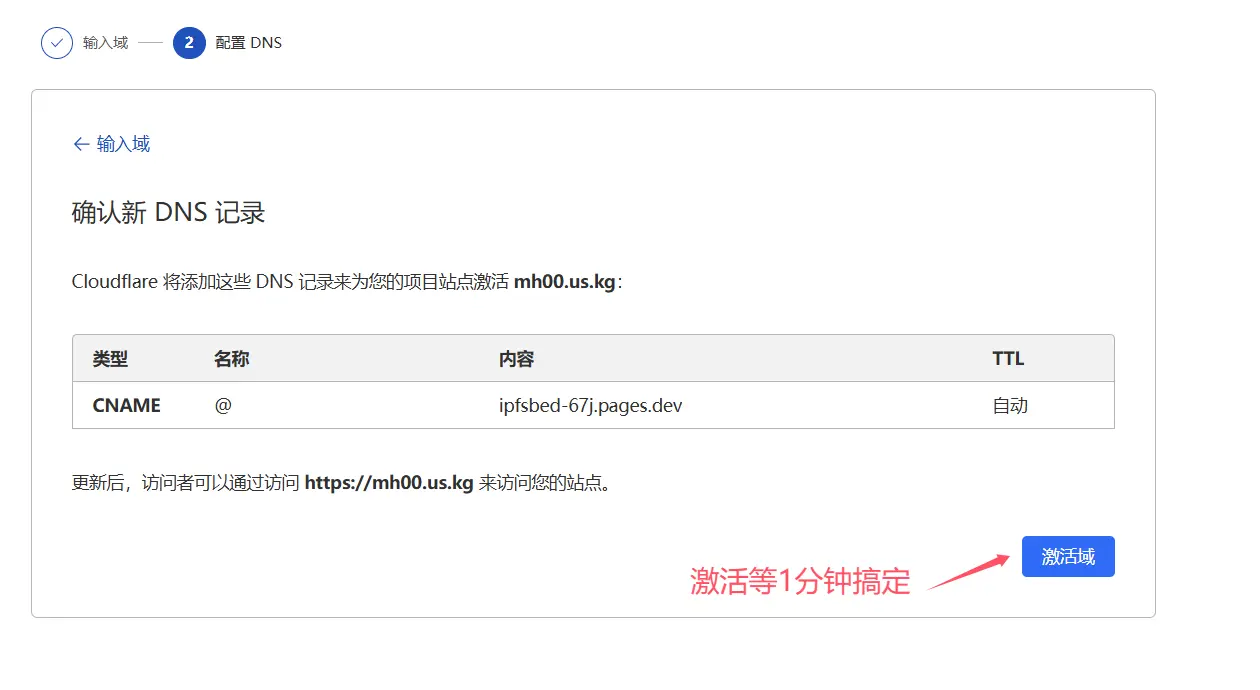 输入域 2 配置 DNS
← 输入域
确认新 DNS 记录
Cloudflare 将添加这些 DNS 记录来为您的项目站点激活 mh00.us.kg:
类型 名称 内容 TTL
CNAME @ ipfsbed-67j.pages.dev 自动
更新后，访问者可以通过访问 https://mh00.us.kg 来访问您的站点。
激活域
激活等1分钟搞定